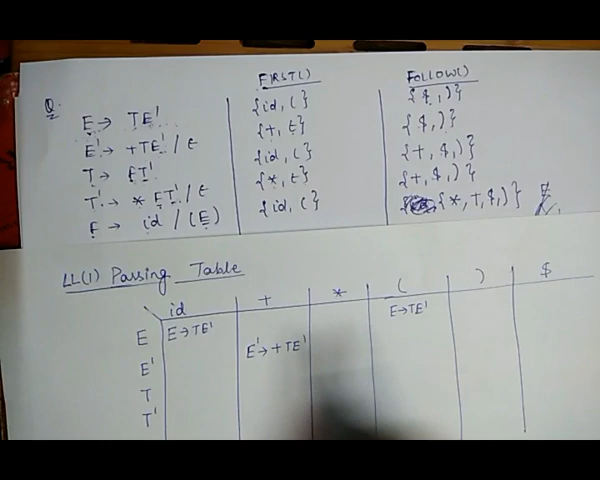 FIRST() FOLLOW()
Q. E → TE' {id, (} {$, )}
E' → +TE' / ε {+, ε} {$, )}
T → FT' {id, (} {+, $, )}
T' → * FT' / ε {*, ε} {+, $, )}
F → id / (E) {id, (} {*, +, $, )}
LL(1) Parsing Table
id + * ( ) $
E E → TE' E → TE'
E' E' → + TE'
T
T'